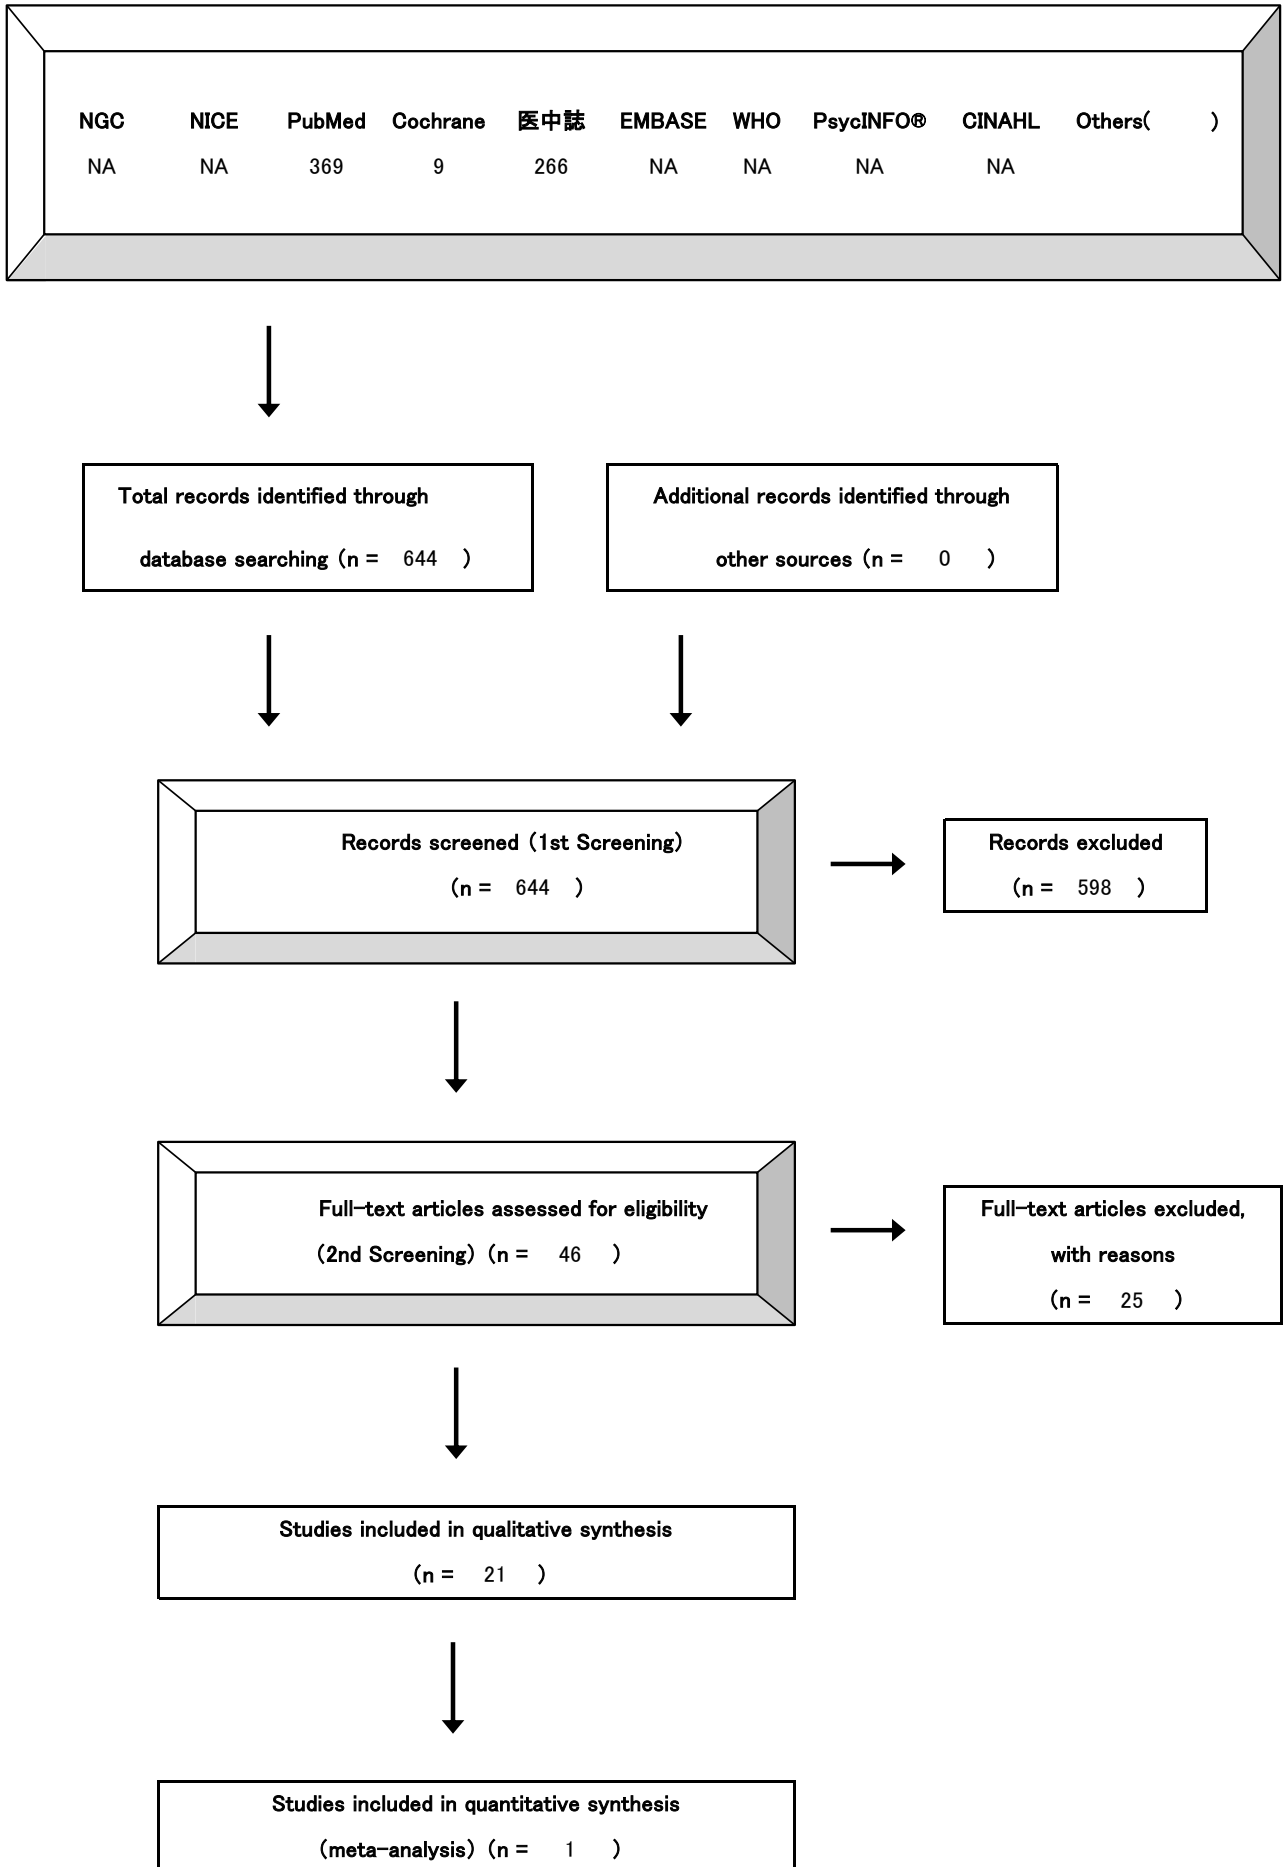 NGC NICE PubMed Cochrane 医中誌 EMBASE WHO PsycINFO® CINAHL Others( )
NA NA 369 9 266 NA NA NA NA
Total records identified through
database searching (n = 644 )
Additional records identified through
other sources (n = 0 )
Records screened (1st Screening)
(n = 644 )
Records excluded
(n = 598 )
Full-text articles assessed for eligibility
(2nd Screening) (n = 46 )
Full-text articles excluded,
with reasons
(n = 25 )
Studies included in qualitative synthesis
(n = 21 )
Studies included in quantitative synthesis
(meta-analysis) (n = 1 )